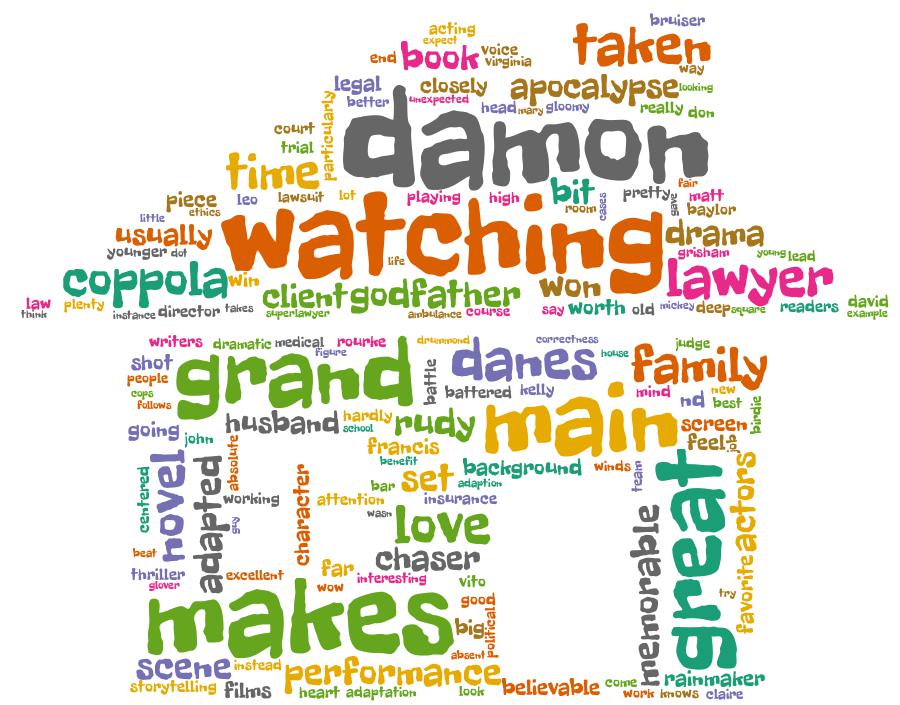 bruiser
acting
expect
taken
end book voice
virginia
way
legal closely apocalypse looking
better unexpected head mary gloomy really don
particularly
damon
court
trial
time
piece leo lawsuit lot playing high bit pretty fair matt
ethics room cases gave baylor
little
usually watching drama
younger dot life grisham young lead
coppola win lawyer
client godfather won
law plenty superlawyer ambulance course say worth old mickey deep square readers david
think instance director takes example
writers dramatic medical rourke drummond correctness judge
figure house
shot grand battle danes family
people
cops battered kelly mind new
follows nd best
husband hardly rudy main screen birdie
going school feel job
john francis
absolute benefit
novel set background winds team
centered adapted character bar adaption
working attention insurance
guy wasn love great actors
memorable
chaser
beat
thriller excellent far interesting vito
glover wow try favorite
makes good
big political
absent
scene instead performance rainmaker
storytelling films heart adaptation look believable come work knows claire